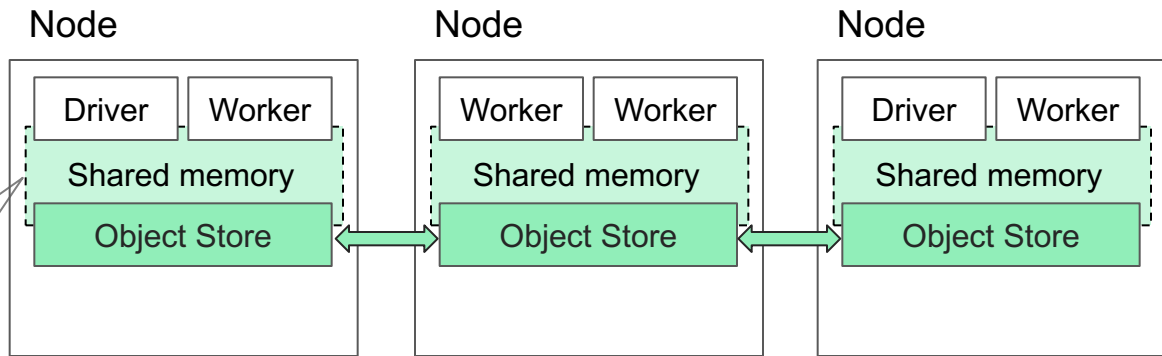 Node
Node
Node
Driver
Worker
Worker
Worker
Driver
Worker
Shared memory
Shared memory
Shared memory
Object Store
Object Store
Object Store